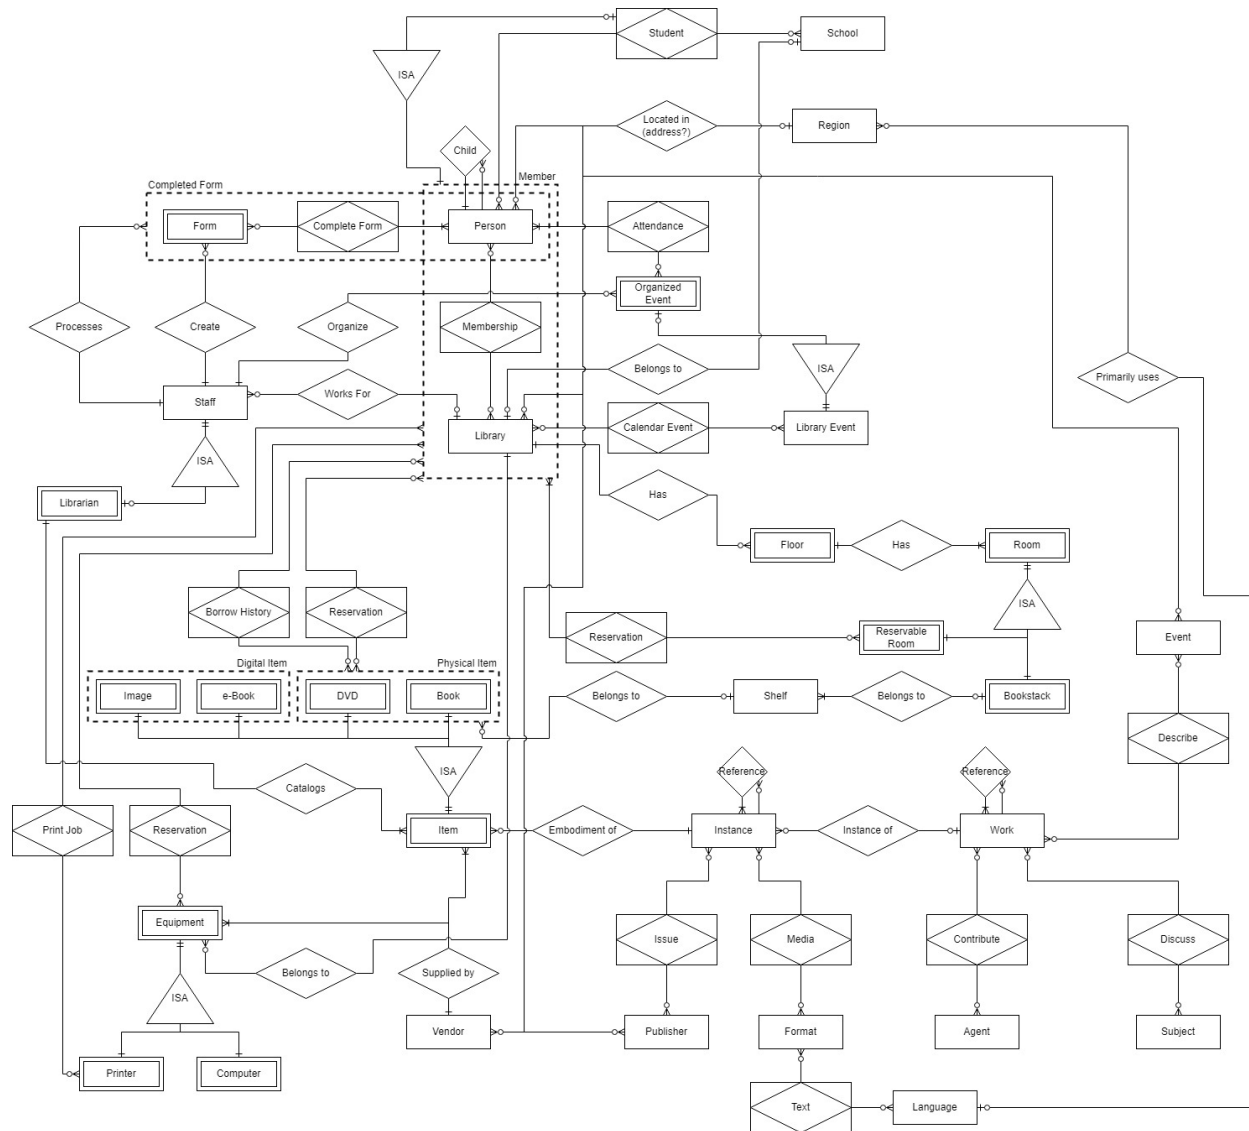 Student
School
ISA
Located in
(address?)
Region
Child
Completed Form
Member
Form
Complete Form
Person
Attendance
Organized
Event
Processes
Create
Organize
Membership
ISA
Belongs to
Primarily uses
Staff
Works For
Library
Calendar Event
Library Event
ISA
Has
Librarian
Floor
Has
Room
ISA
Borrow History
Reservation
Reservation
Reservable
Room
Event
Digital Item
Physical Item
Image
e-Book
DVD
Book
Belongs to
Shelf
Belongs to
Bookstack
Describe
ISA
Reference
Reference
Catalogs
Print Job
Reservation
Item
Embodiment of
Instance
Instance of
Work
Equipment
Issue
Media
Contribute
Discuss
Belongs to
Supplied by
ISA
Vendor
Publisher
Format
Agent
Subject
Printer
Computer
Text
Language